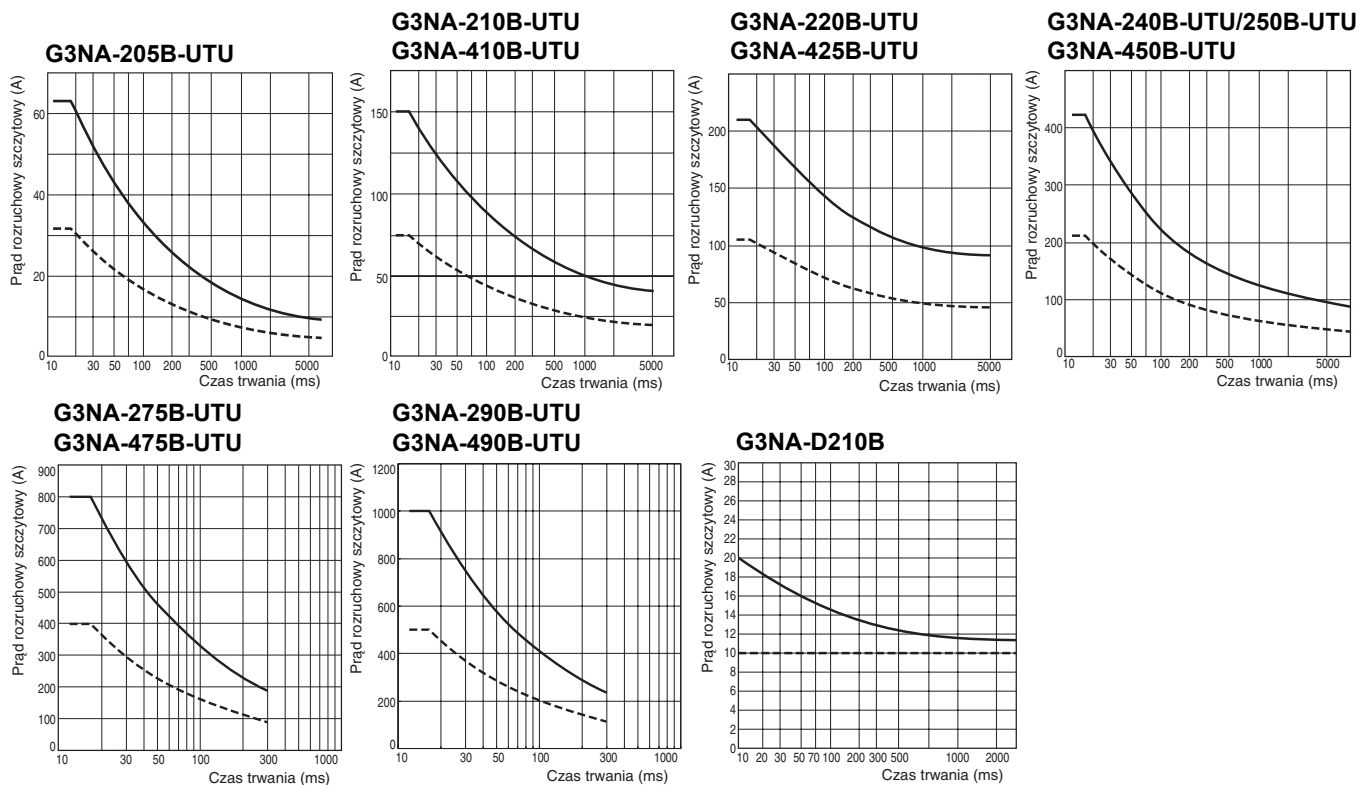 G3NA-205B-UTU
Prąd rozruchowy szczytowy (A)
60
40
20
0
10 30 50 100 200 500 1000 5000
Czas trwania (ms)
G3NA-210B-UTU
G3NA-410B-UTU
Prąd rozruchowy szczytowy (A)
150
100
50
0
10 30 50 100 200 500 1000 5000
Czas trwania (ms)
G3NA-220B-UTU
G3NA-425B-UTU
Prąd rozruchowy szczytowy (A)
200
150
100
50
0
10 30 50 100 200 500 1000 5000
Czas trwania (ms)
G3NA-240B-UTU/250B-UTU
G3NA-450B-UTU
Prąd rozruchowy szczytowy (A)
400
300
200
100
0
10 30 50 100 200 500 1000 5000
Czas trwania (ms)
G3NA-275B-UTU
G3NA-475B-UTU
Prąd rozruchowy szczytowy (A)
900
800
700
600
500
400
300
200
100
0
10 30 50 100 300 1000
Czas trwania (ms)
G3NA-290B-UTU
G3NA-490B-UTU
Prąd rozruchowy szczytowy (A)
1200
1000
800
600
400
200
0
10 30 50 100 300 1000
Czas trwania (ms)
G3NA-D210B
Prąd rozruchowy szczytowy (A)
30
28
26
24
22
20
18
16
14
12
10
8
6
4
2
0
10 20 30 50 70 100 200 300 500 1000 2000
Czas trwania (ms)